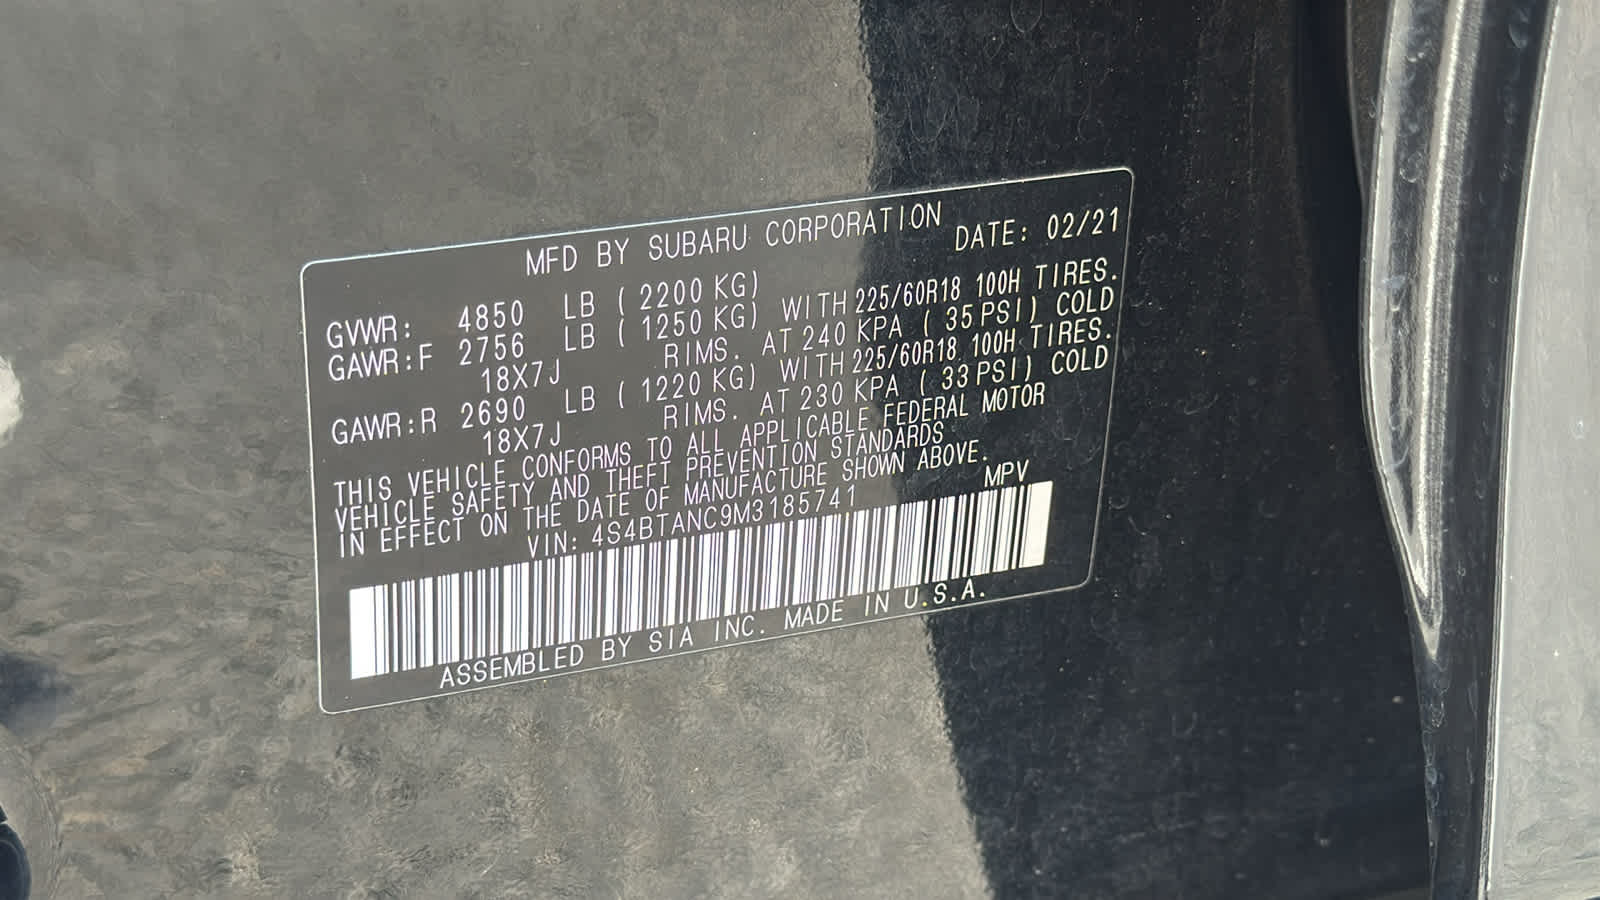 MFD BY SUBARU CORPORATION DATE: 02/21
GVWR: 4850 LB ( 2200 KG)
GAWR:F 2756 LB ( 1250 KG) WITH 225/60R18 100H TIRES.
18X7J RIMS. AT 240 KPA ( 35 PSI) COLD
GAWR:R 2690 LB ( 1220 KG) WITH 225/60R18 100H TIRES.
18X7J RIMS. AT 230 KPA ( 33 PSI) COLD
THIS VEHICLE CONFORMS TO ALL APPLICABLE FEDERAL MOTOR
VEHICLE SAFETY AND THEFT PREVENTION STANDARDS
IN EFFECT ON THE DATE OF MANUFACTURE SHOWN ABOVE.
VIN: 4S4BTANC9M3185741 MPV
ASSEMBLED BY SIA INC. MADE IN U.S.A.